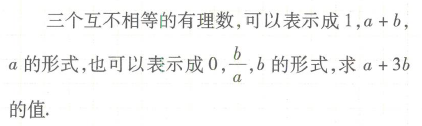 三个互不相等的有理数,可以表示成 1,a + b,
a 的形式,也可以表示成 0,b/a,b 的形式,求 a + 3b
的值.